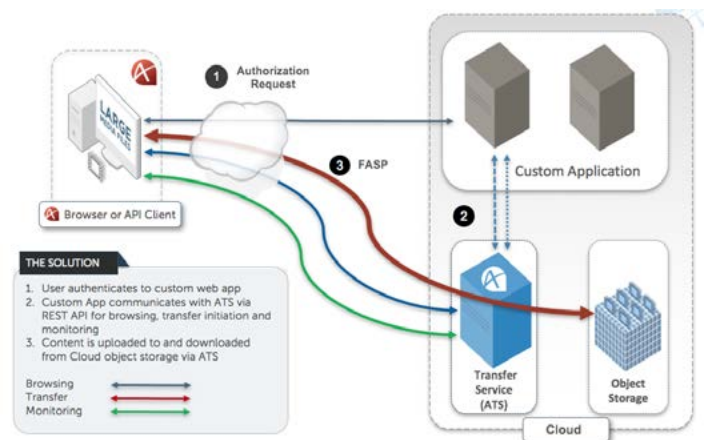 1
Authorization
Request
LARGE
MEDIA FILES
3 FASP
Custom Application
2
Browser or API Client
THE SOLUTION
1. User authenticates to custom web app
2. Custom App communicates with ATS via
REST API for browsing, transfer initiation and
monitoring
3. Content is uploaded to and downloaded
from Cloud object storage via ATS
Browsing
Transfer
Monitoring
Transfer
Service
(ATS)
Object
Storage
Cloud